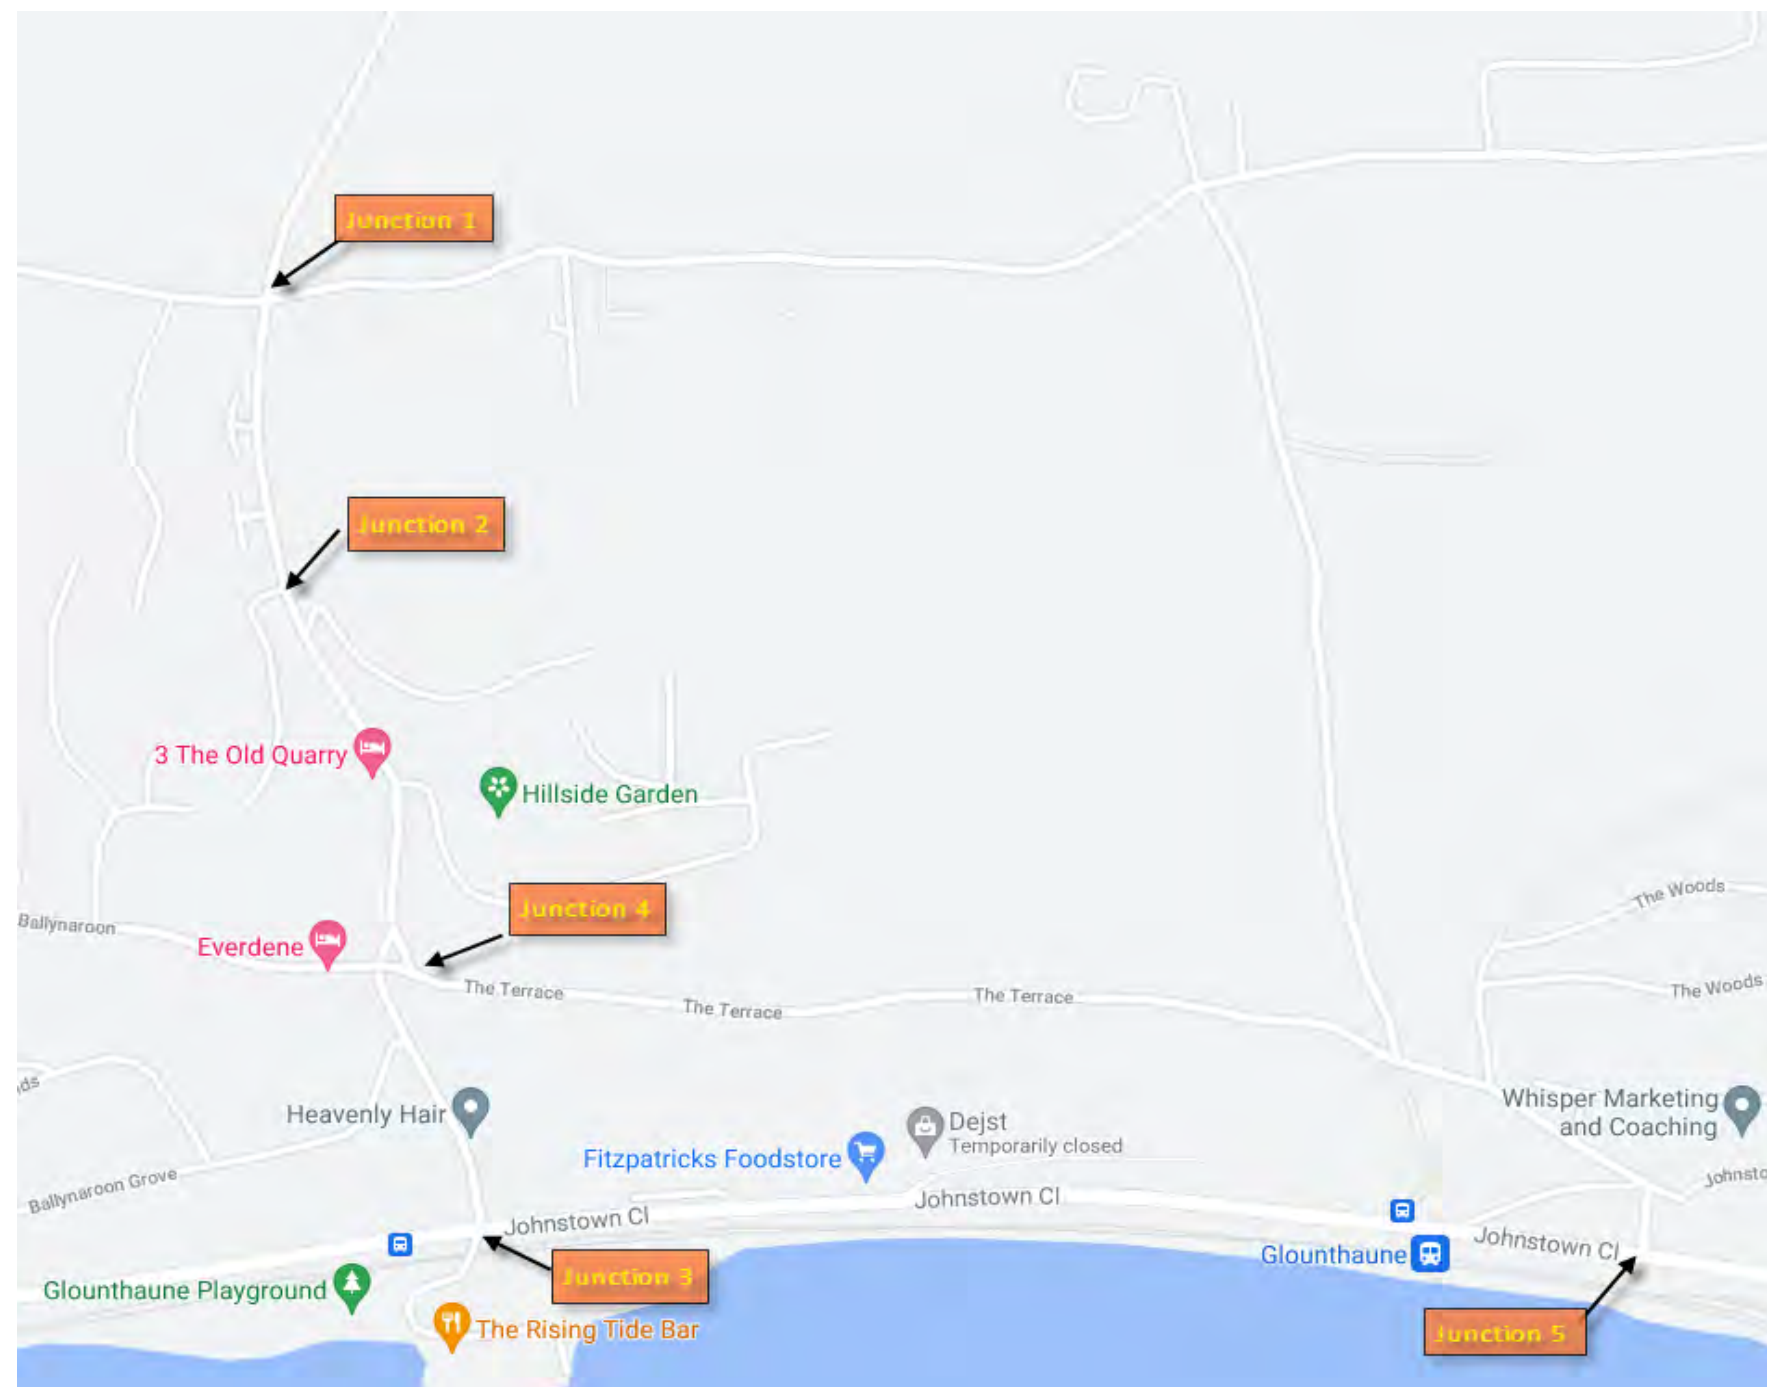 Junction 1
Junction 2
3 The Old Quarry
Hillside Garden
The Woods
Junction 4
Ballynaroon
Everdene
The Terrace
The Terrace
The Terrace
The Woods
ds
Heavenly Hair
Whisper Marketing
and Coaching
Dejst
Temporarily closed
Fitzpatricks Foodstore
Johnsto
Ballynaroon Grove
Johnstown Cl
Johnstown Cl
Johnstown Cl
Glounthaune
Junction 3
Glounthaune Playground
The Rising Tide Bar
Junction 5